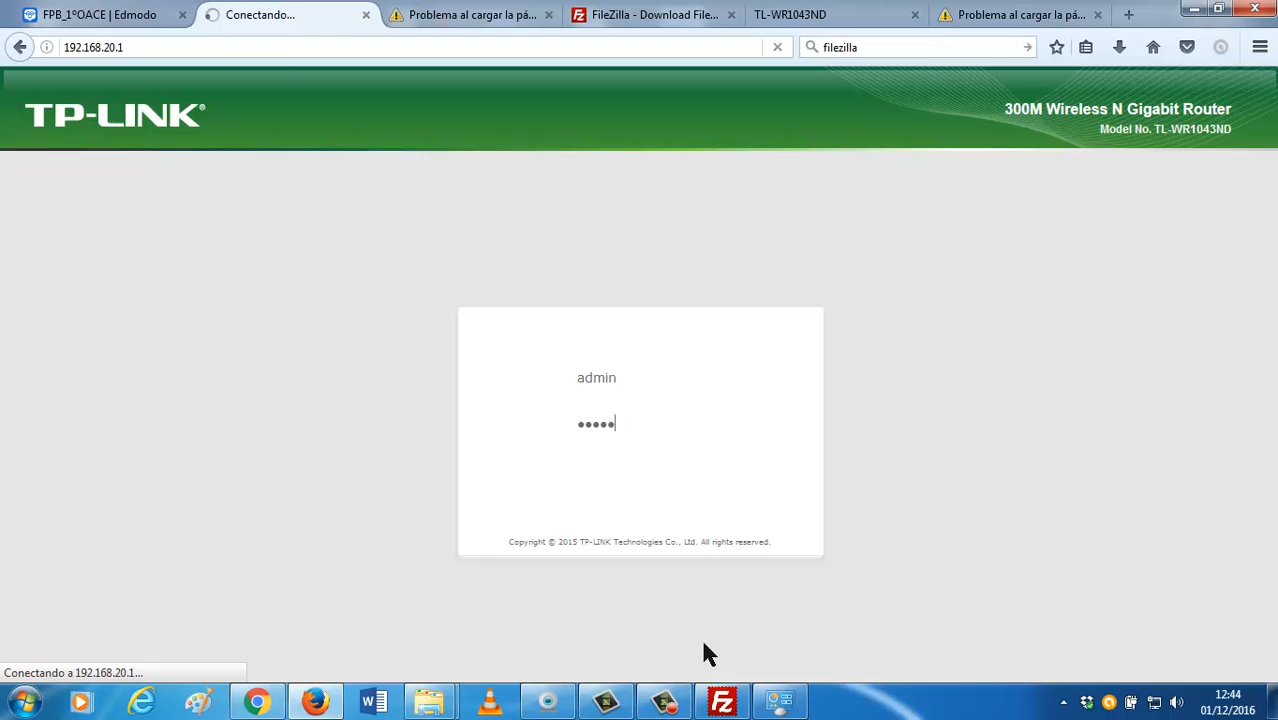 FPB_1ºOACE | Edmodo
Conectando...
Problema al cargar la pá...
FileZilla - Download File...
TL-WR1043ND
Problema al cargar la pá...
192.168.20.1
filezilla
TP-LINK®
300M Wireless N Gigabit Router
Model No. TL-WR1043ND
admin
•••••
Copyright © 2015 TP-LINK Technologies Co., Ltd. All rights reserved.
Conectando a 192.168.20.1...
12:44
01/12/2016